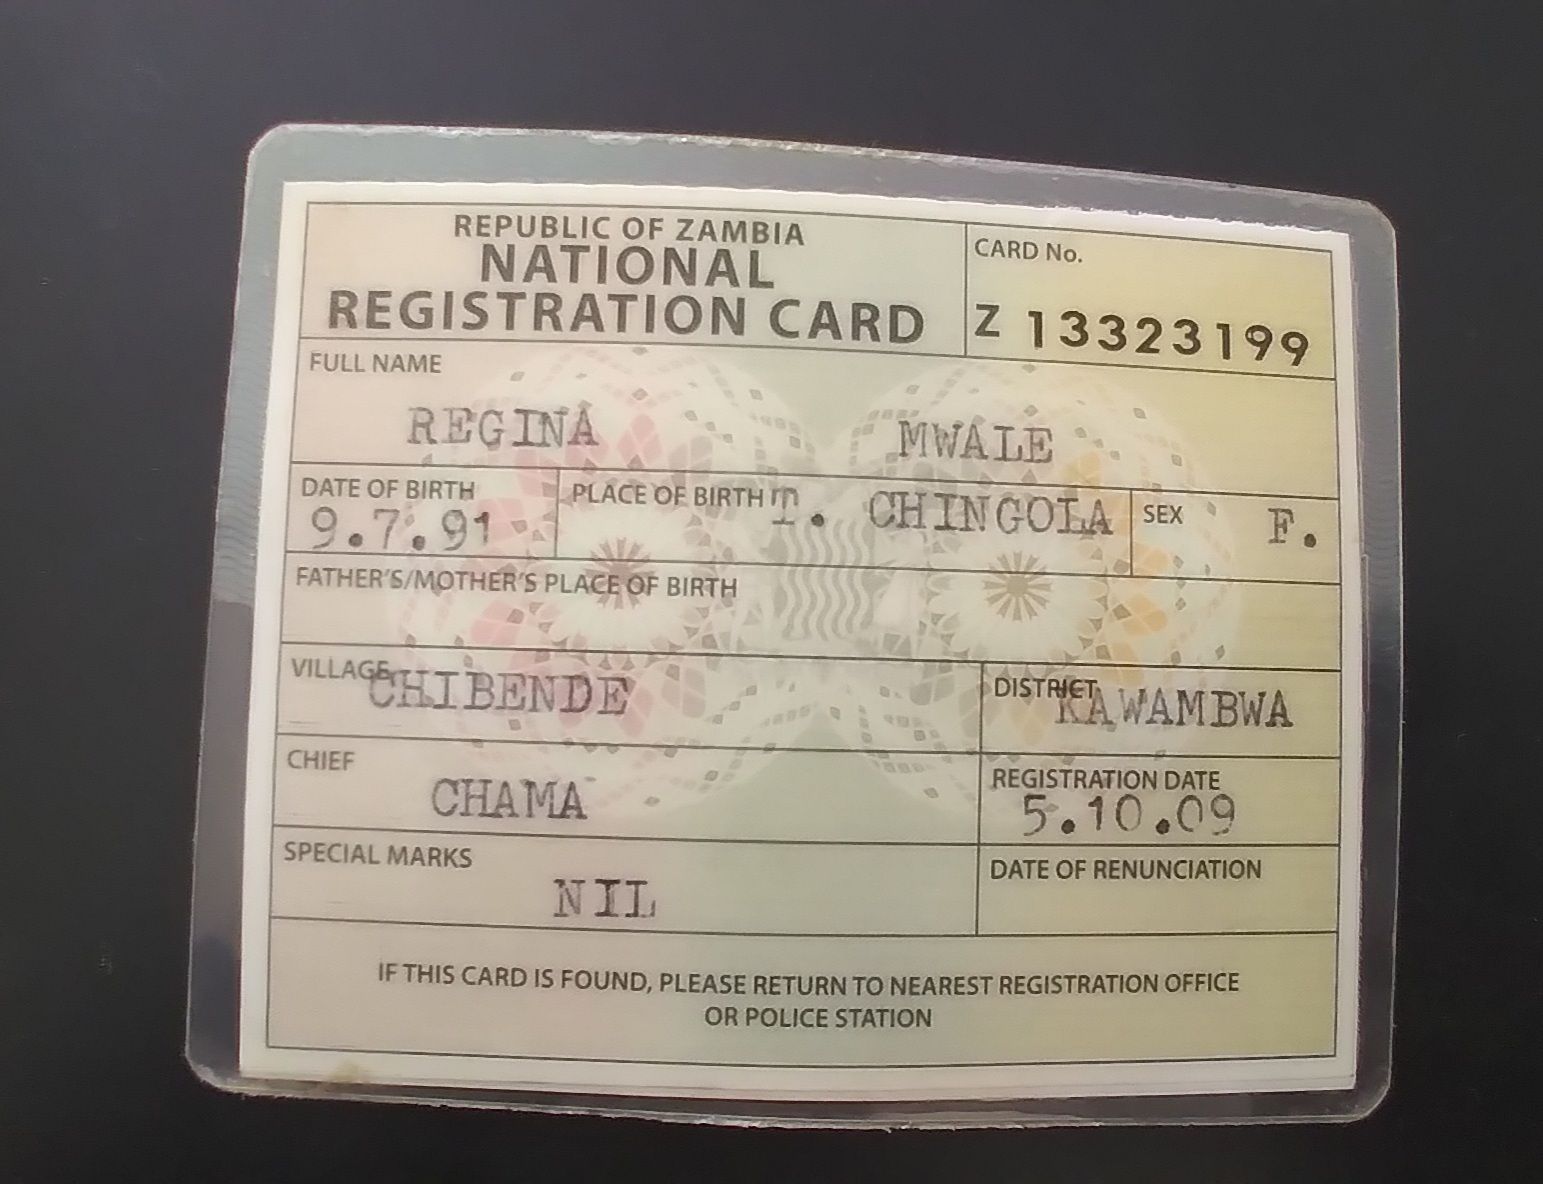 REPUBLIC OF ZAMBIA
NATIONAL
REGISTRATION CARD
CARD No.
Z 13323199
FULL NAME
REGINA MWALE
DATE OF BIRTH
9.7.91
PLACE OF BIRTH T. CHINGOLA
SEX F.
FATHER'S/MOTHER'S PLACE OF BIRTH
VILLAGE CHIBENDE
DISTRICT KAWAMBWA
CHIEF
CHAMA
REGISTRATION DATE
5.10.09
SPECIAL MARKS
NIL
DATE OF RENUNCIATION
IF THIS CARD IS FOUND, PLEASE RETURN TO NEAREST REGISTRATION OFFICE
OR POLICE STATION